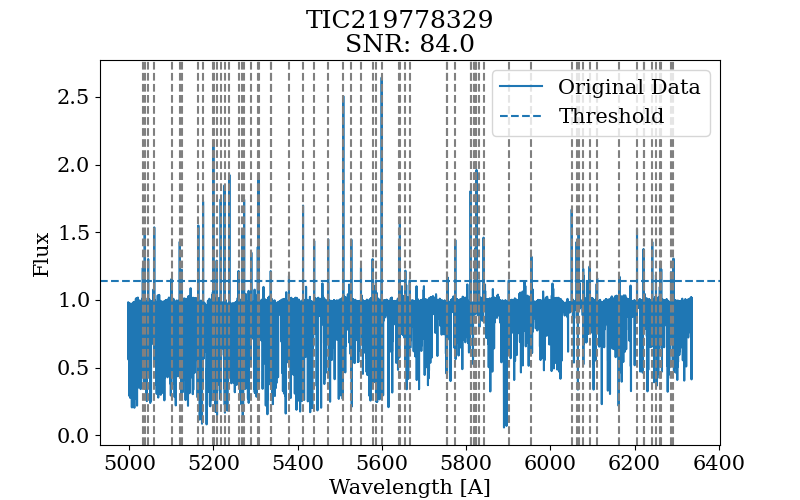 TIC219778329
SNR: 84.0
Original Data
Threshold
Flux
2.5
2.0
1.5
1.0
0.5
0.0
5000 5200 5400 5600 5800 6000 6200 6400
Wavelength [A]